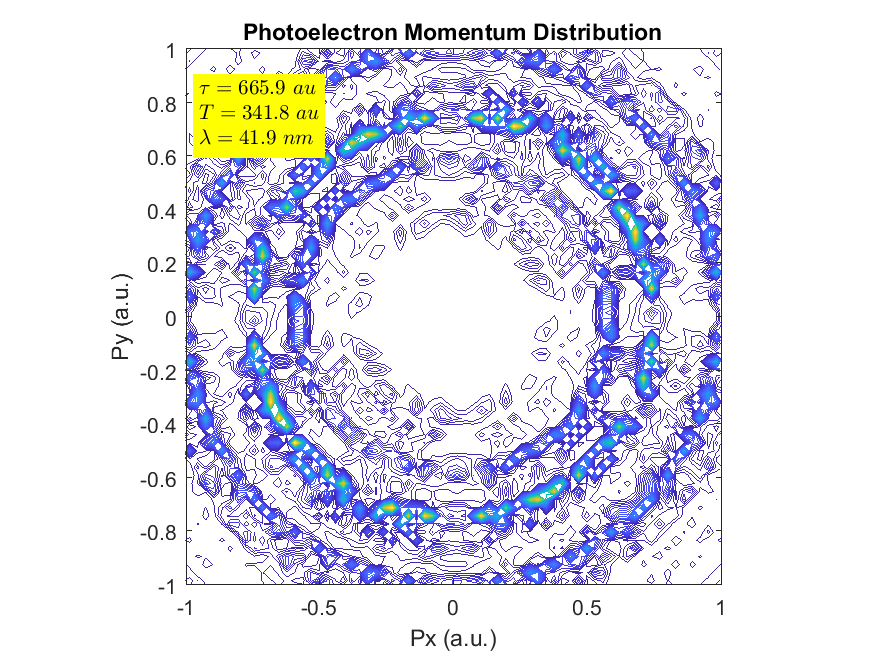 Photoelectron Momentum Distribution
τ = 665.9 au
T = 341.8 au
λ = 41.9 nm
1
0.8
0.6
0.4
0.2
0
-0.2
-0.4
-0.6
-0.8
-1
Py (a.u.)
-1 -0.5 0 0.5 1
Px (a.u.)